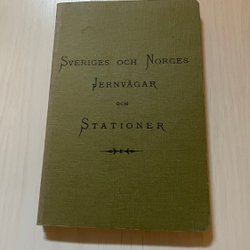 Sveriges och Norges
Jernvägar
och
Stationer